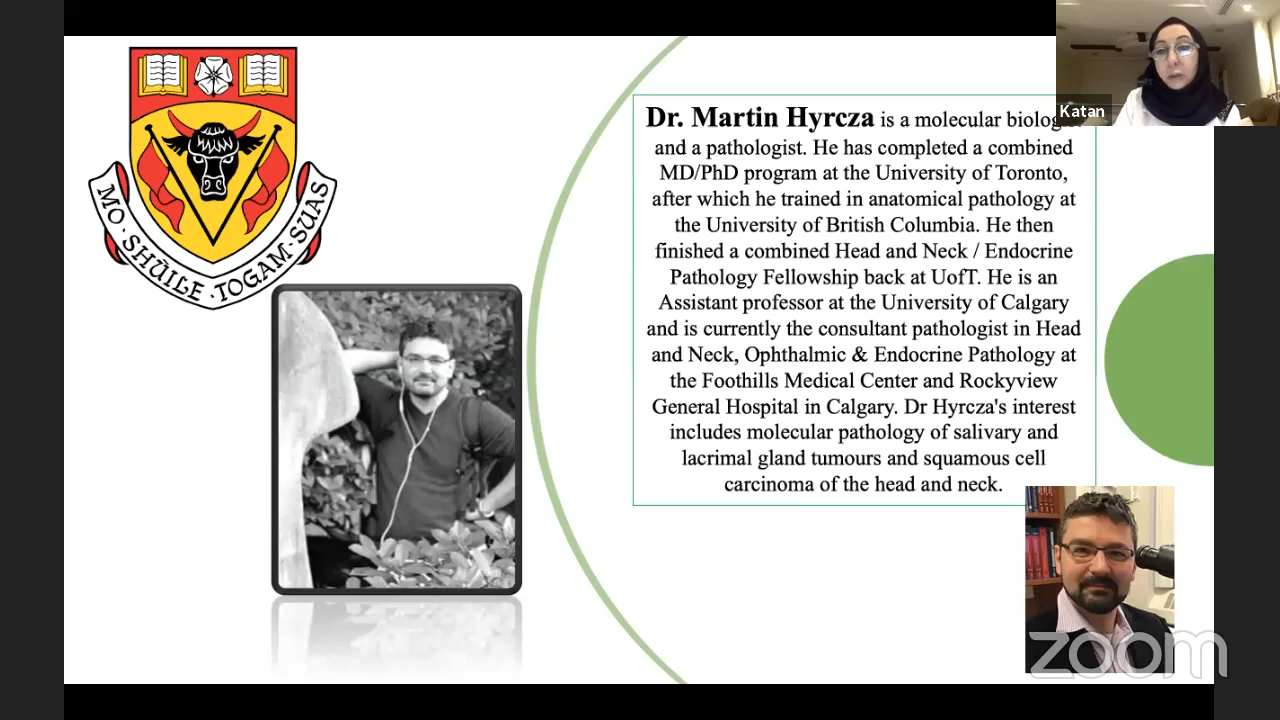 MO · SHÙILE · TOGAM · SUAS
Katan
Dr. Martin Hyrcza is a molecular
and a pathologist. He has completed a combined
MD/PhD program at the University of Toronto,
after which he trained in anatomical pathology at
the University of British Columbia. He then
finished a combined Head and Neck / Endocrine
Pathology Fellowship back at UofT. He is an
Assistant professor at the University of Calgary
and is currently the consultant pathologist in Head
and Neck, Ophthalmic & Endocrine Pathology at
the Foothills Medical Center and Rockyview
General Hospital in Calgary. Dr Hyrcza's interest
includes molecular pathology of salivary and
lacrimal gland tumours and squamous cell
carcinoma of the head and neck.
zoom